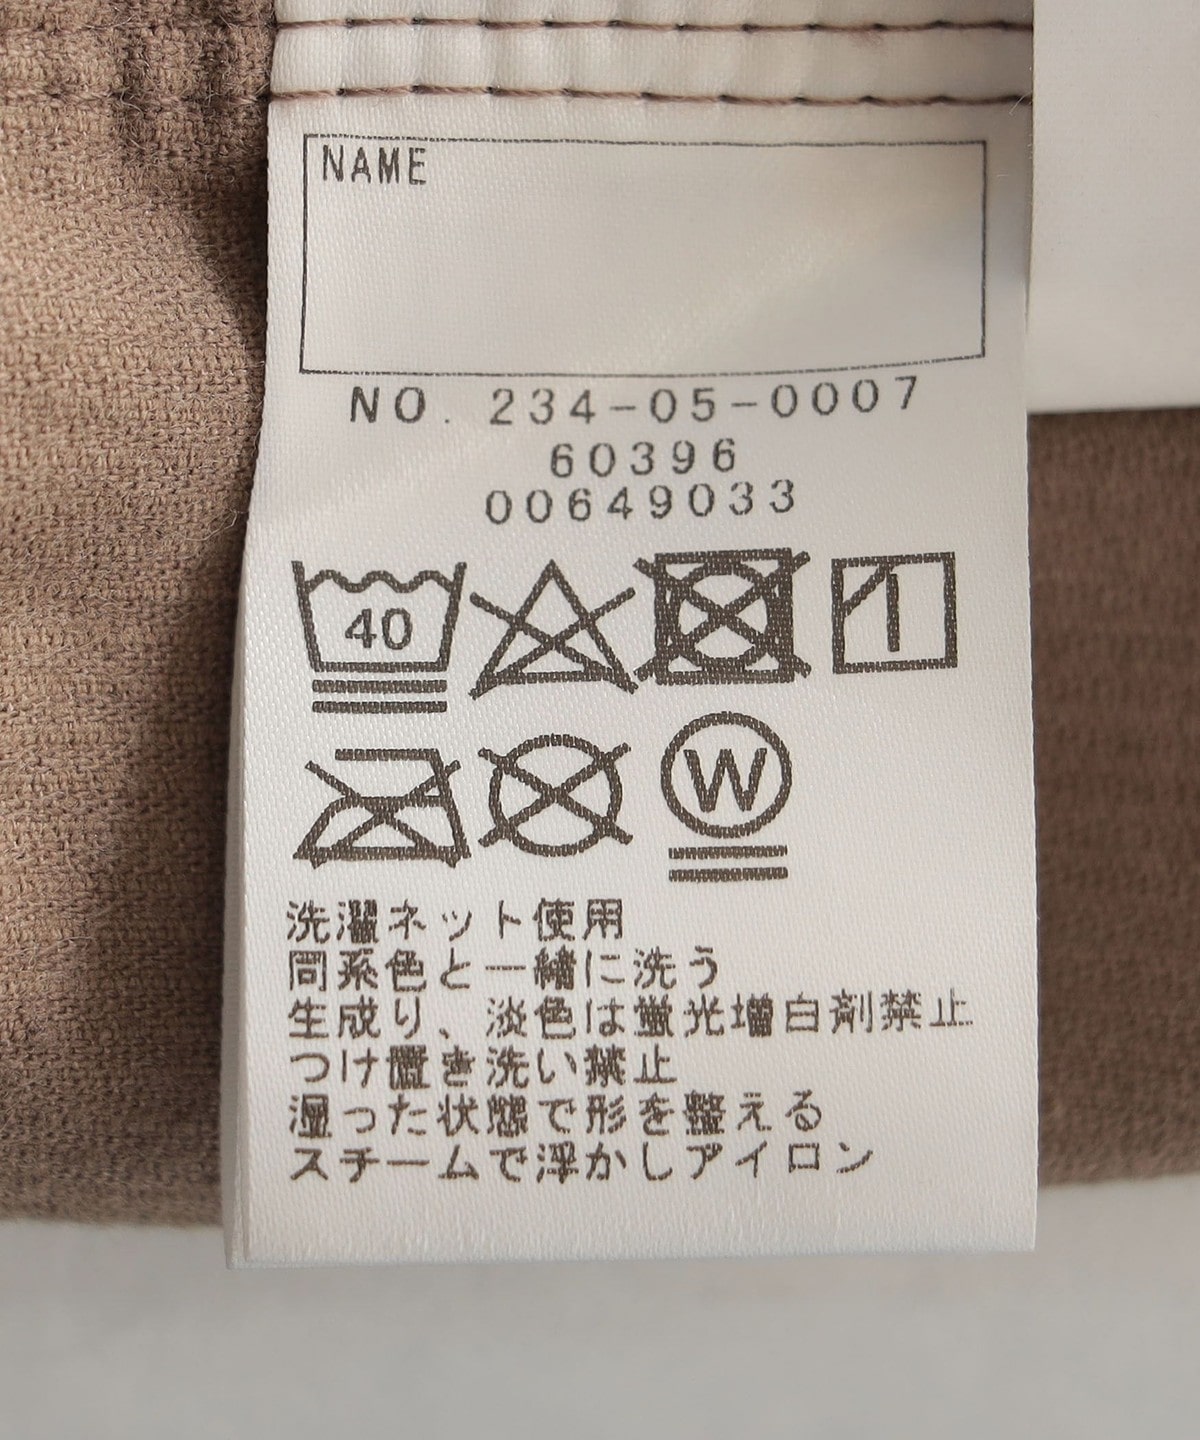 NAME
NO. 234-05-0007
60396
00649033
40
W
洗濯ネット使用
同系色と一緒に洗う
生成り、淡色は蛍光増白剤禁止
つけ置き洗い禁止
湿った状態で形を整える
スチームで浮かしアイロン